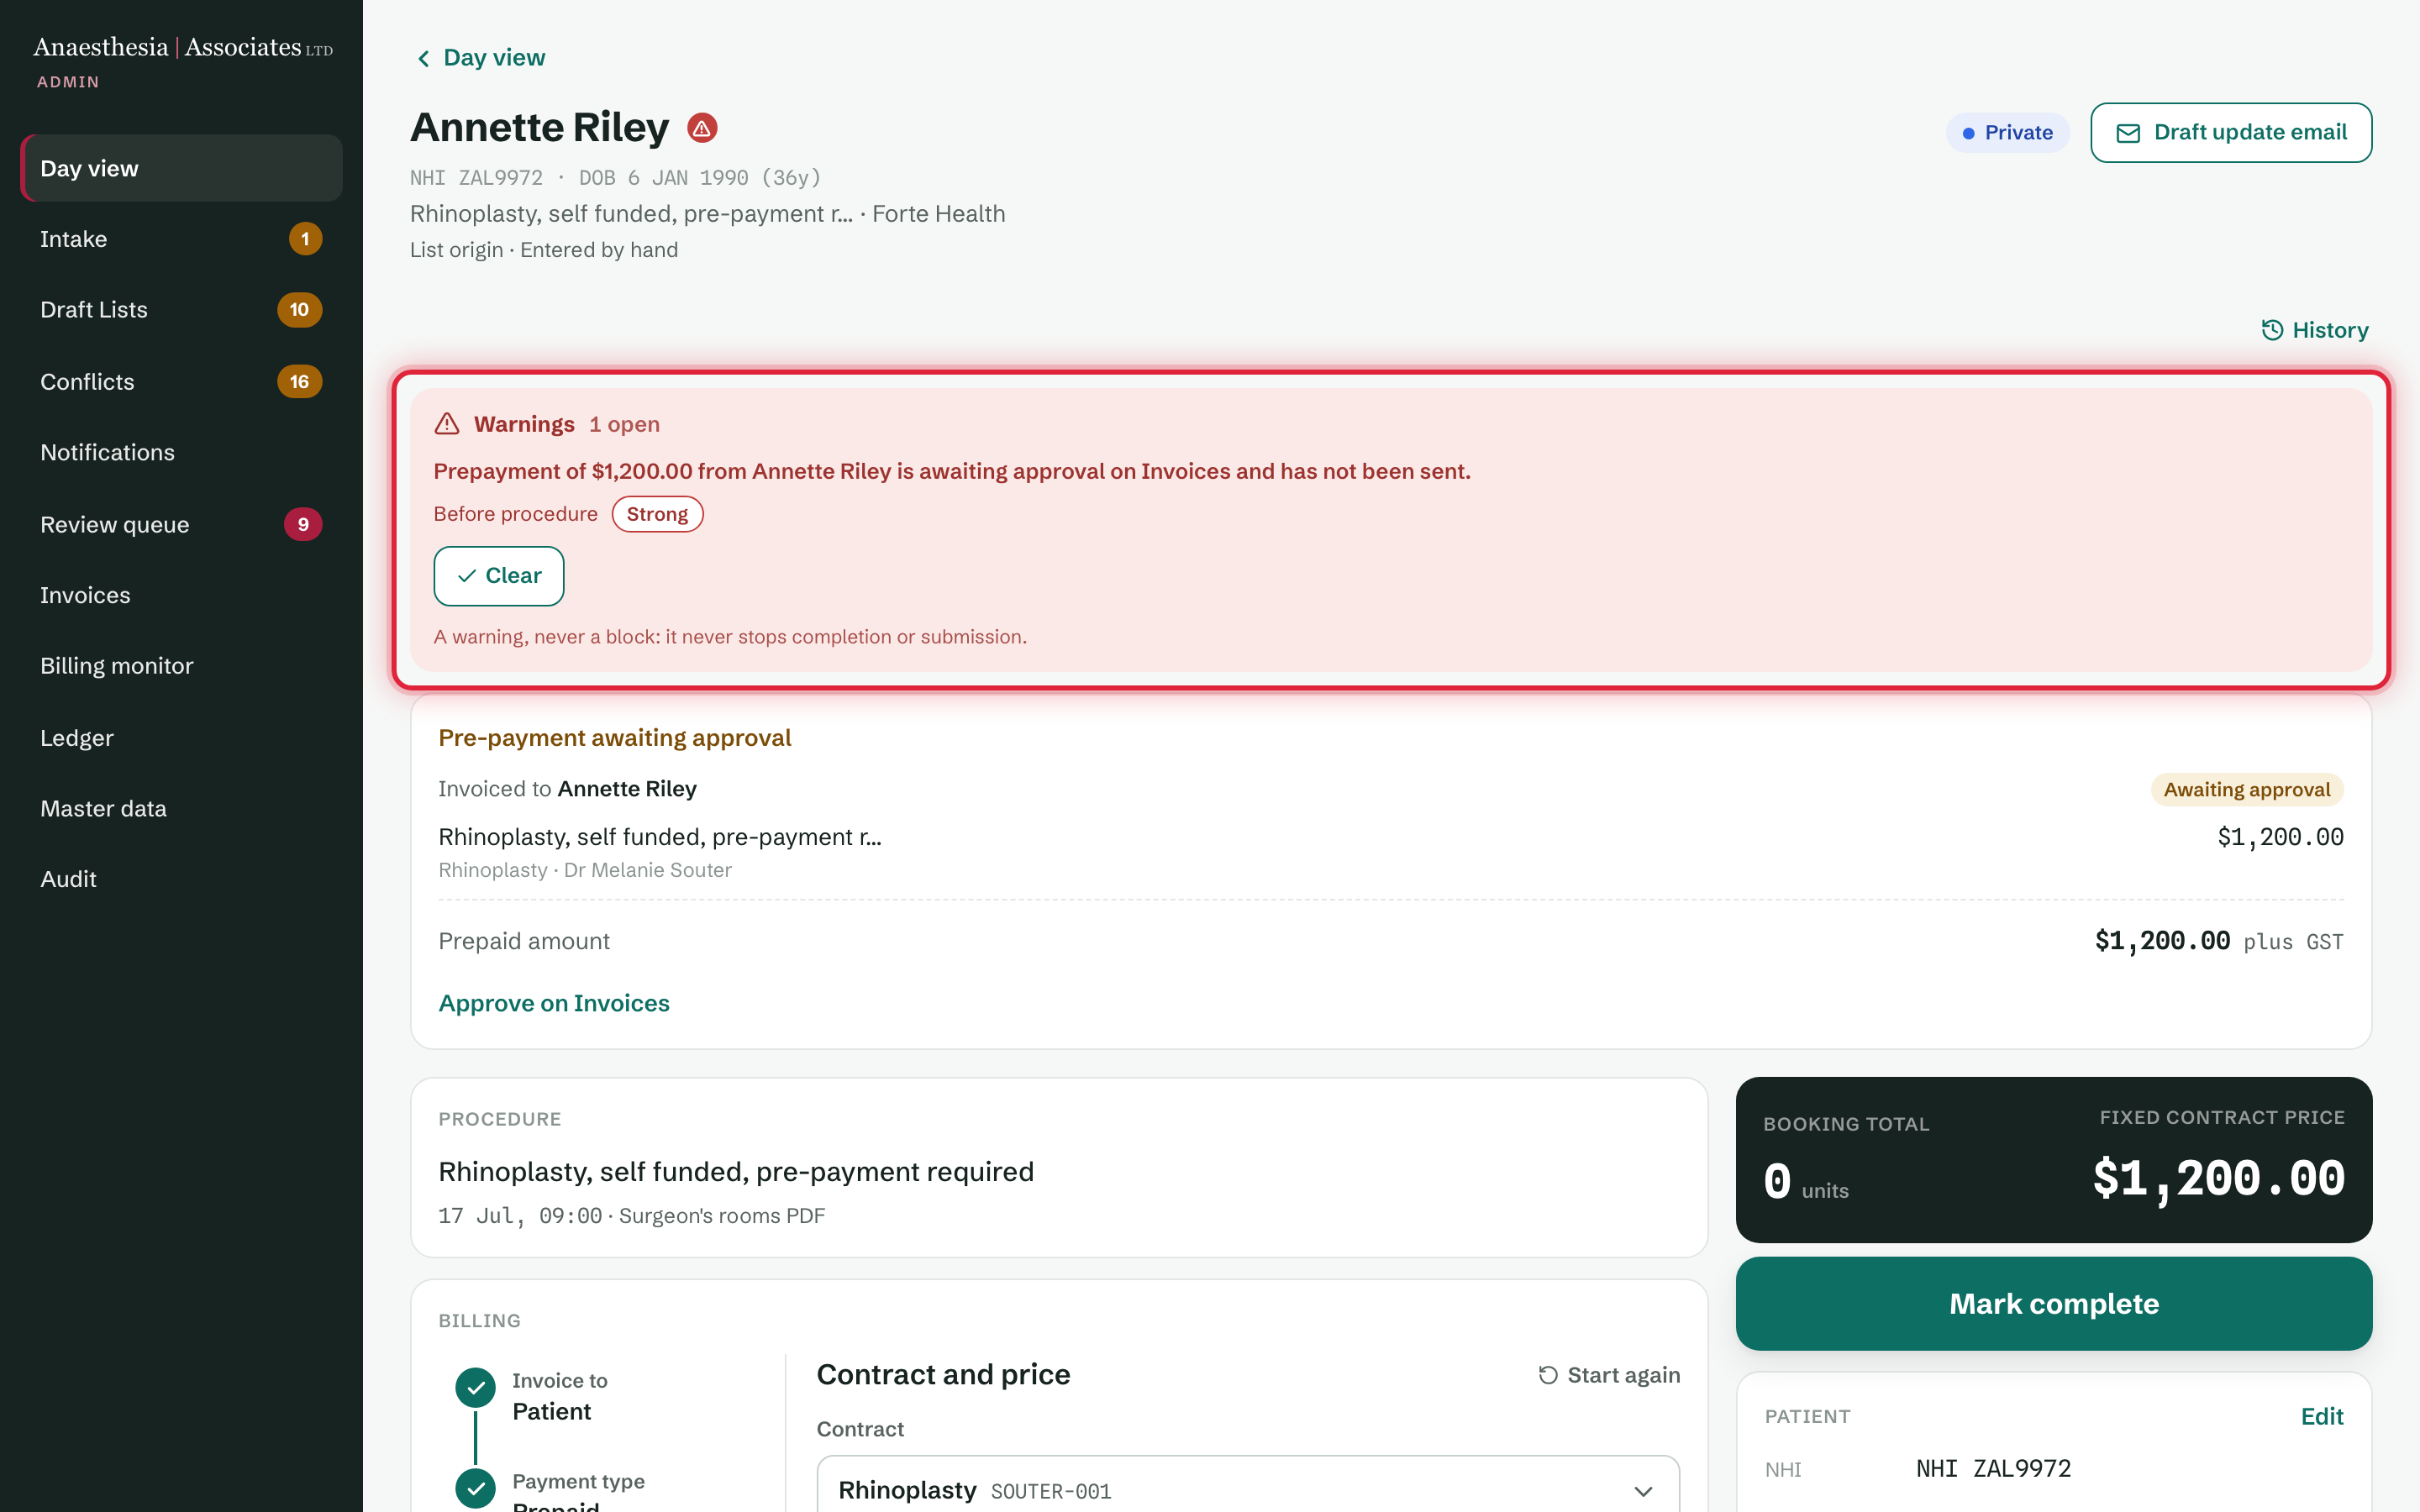 Anaesthesia | Associates LTD
ADMIN
Day view
Intake 1
Draft Lists 10
Conflicts 16
Notifications
Review queue 9
Invoices
Billing monitor
Ledger
Master data
Audit
Day view
Annette Riley
Private
Draft update email
NHI ZAL9972 · DOB 6 JAN 1990 (36y)
Rhinoplasty, self funded, pre-payment r... · Forte Health
List origin · Entered by hand
History
Warnings 1 open
Prepayment of $1,200.00 from Annette Riley is awaiting approval on Invoices and has not been sent.
Before procedure Strong
Clear
A warning, never a block: it never stops completion or submission.
Pre-payment awaiting approval
Invoiced to Annette Riley
Awaiting approval
Rhinoplasty, self funded, pre-payment r... $1,200.00
Rhinoplasty · Dr Melanie Souter
Prepaid amount $1,200.00 plus GST
Approve on Invoices
PROCEDURE
Rhinoplasty, self funded, pre-payment required
17 Jul, 09:00 · Surgeon's rooms PDF
BOOKING TOTAL
0 units
FIXED CONTRACT PRICE
$1,200.00
Mark complete
BILLING
Invoice to
Patient
Payment type
Prepaid
Contract and price
Start again
Contract
Rhinoplasty SOUTER-001
PATIENT
Edit
NHI NHI ZAL9972